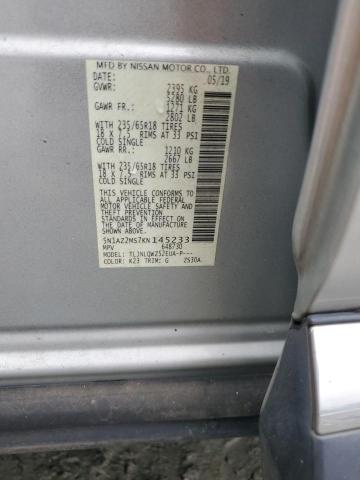 MFD BY NISSAN MOTOR CO., LTD.
DATE: 05/19
GVWR: 2395 KG
5280 LB
GAWR FR.: 1271 KG
2802 LB
WITH 235/65R18 TIRES
18 X 7.5 RIMS AT 33 PSI
COLD SINGLE
GAWR RR.: 1210 KG
2667 LB
WITH 235/65R18 TIRES
18 X 7.5 RIMS AT 33 PSI
COLD SINGLE
THIS VEHICLE CONFORMS TO ALL
APPLICABLE FEDERAL MOTOR VEHICLE
SAFETY AND THEFT PREVENTION
STANDARDS IN EFFECT ON THE DATE
OF MANUFACTURE SHOWN ABOVE.
5N1AZ2MS7KN145233
MPV 648730
MODEL: TLJNLQWZ52EUA-P---
COLOR: K23 TRIM: G 2S30A